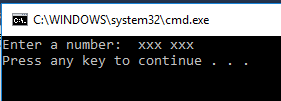 C:\WINDOWS\system32\cmd.exe
Enter a number:  xxx xxx
Press any key to continue . . .